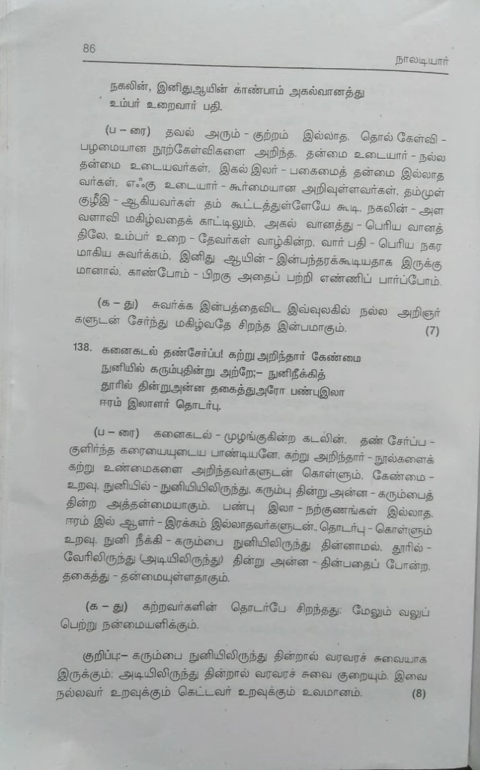 86
நாலடியார்
நகலின், இனிதுஆயின் காண்பாம் அகல்வானத்து
உம்பர் உறைவார் பதி.
(ப – ரை) தவல் அரும் - குற்றம் இல்லாத, தொல் கேள்வி -
பழமையான நூற்கேள்விகளை அறிந்த, தன்மை உடையார் - நல்ல
தன்மை உடையவர்கள், இகல் இலர் - பகைமைத் தன்மை இல்லாத
வர்கள், எஃகு உடையார் - கூர்மையான அறிவுள்ளவர்கள், தம்முள்
குழீஇ - ஆகியவர்கள் தம் கூட்டத்துள்ளேயே கூடி, நகலின் - அள
வளாவி மகிழ்வதைக் காட்டிலும், அகல் வானத்து - பெரிய வானத்
திலே, உம்பர் உறை - தேவர்கள் வாழ்கின்ற, வார் பதி - பெரிய நகர
மாகிய சுவர்க்கம், இனிது ஆயின் - இன்பந்தரக்கூடியதாக இருக்கு
மானால், காண்போம் - பிறகு அதைப் பற்றி எண்ணிப் பார்ப்போம்.
(க – து) சுவர்க்க இன்பத்தைவிட இவ்வுலகில் நல்ல அறிஞர்
களுடன் சேர்ந்து மகிழ்வதே சிறந்த இன்பமாகும். (7)
138. கனைகடல் தண்சேர்ப்ப! கற்று அறிந்தார் கேண்மை
நுனியில் கரும்புதின்று அற்றே;– நுனிநீக்கித்
தூரில் தின்றுஅன்ன தகைத்துஅரோ பண்புஇலா
ஈரம் இலாளர் தொடர்பு.
(ப – ரை) கனைகடல் - முழங்குகின்ற கடலின், தண் சேர்ப்ப -
குளிர்ந்த கரையையுடைய பாண்டியனே, கற்று அறிந்தார் - நூல்களைக்
கற்று உண்மைகளை அறிந்தவர்களுடன் கொள்ளும், கேண்மை -
உறவு, நுனியில் - நுனியியிலிருந்து, கரும்பு தின்று அன்ன - கரும்பைத்
தின்ற அத்தன்மையாகும். பண்பு இலா - நற்குணங்கள் இல்லாத,
ஈரம் இல் ஆளர் - இரக்கம் இல்லாதவர்களுடன், தொடர்பு - கொள்ளும்
உறவு, நுனி நீக்கி - கரும்பை நுனியிலிருந்து தின்னாமல், தூரில் -
வேரிலிருந்து (அடியிலிருந்து) தின்று அன்ன - தின்பதைப் போன்ற,
தகைத்து - தன்மையுள்ளதாகும்.
(க – து) கற்றவர்களின் தொடர்பே சிறந்தது; மேலும் வலுப்
பெற்று நன்மையளிக்கும்.
குறிப்பு:– கரும்பை நுனியிலிருந்து தின்றால் வரவரச் சுவையாக
இருக்கும்; அடியிலிருந்து தின்றால் வரவரச் சுவை குறையும். இவை
நல்லவர் உறவுக்கும் கெட்டவர் உறவுக்கும் உவமானம். (8)